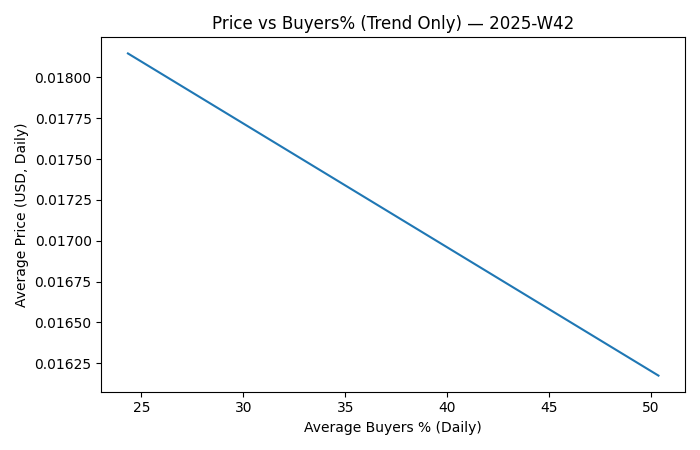 Price vs Buyers% (Trend Only) — 2025-W42
Average Price (USD, Daily)
0.01800
0.01775
0.01750
0.01725
0.01700
0.01675
0.01650
0.01625
25 30 35 40 45 50
Average Buyers % (Daily)